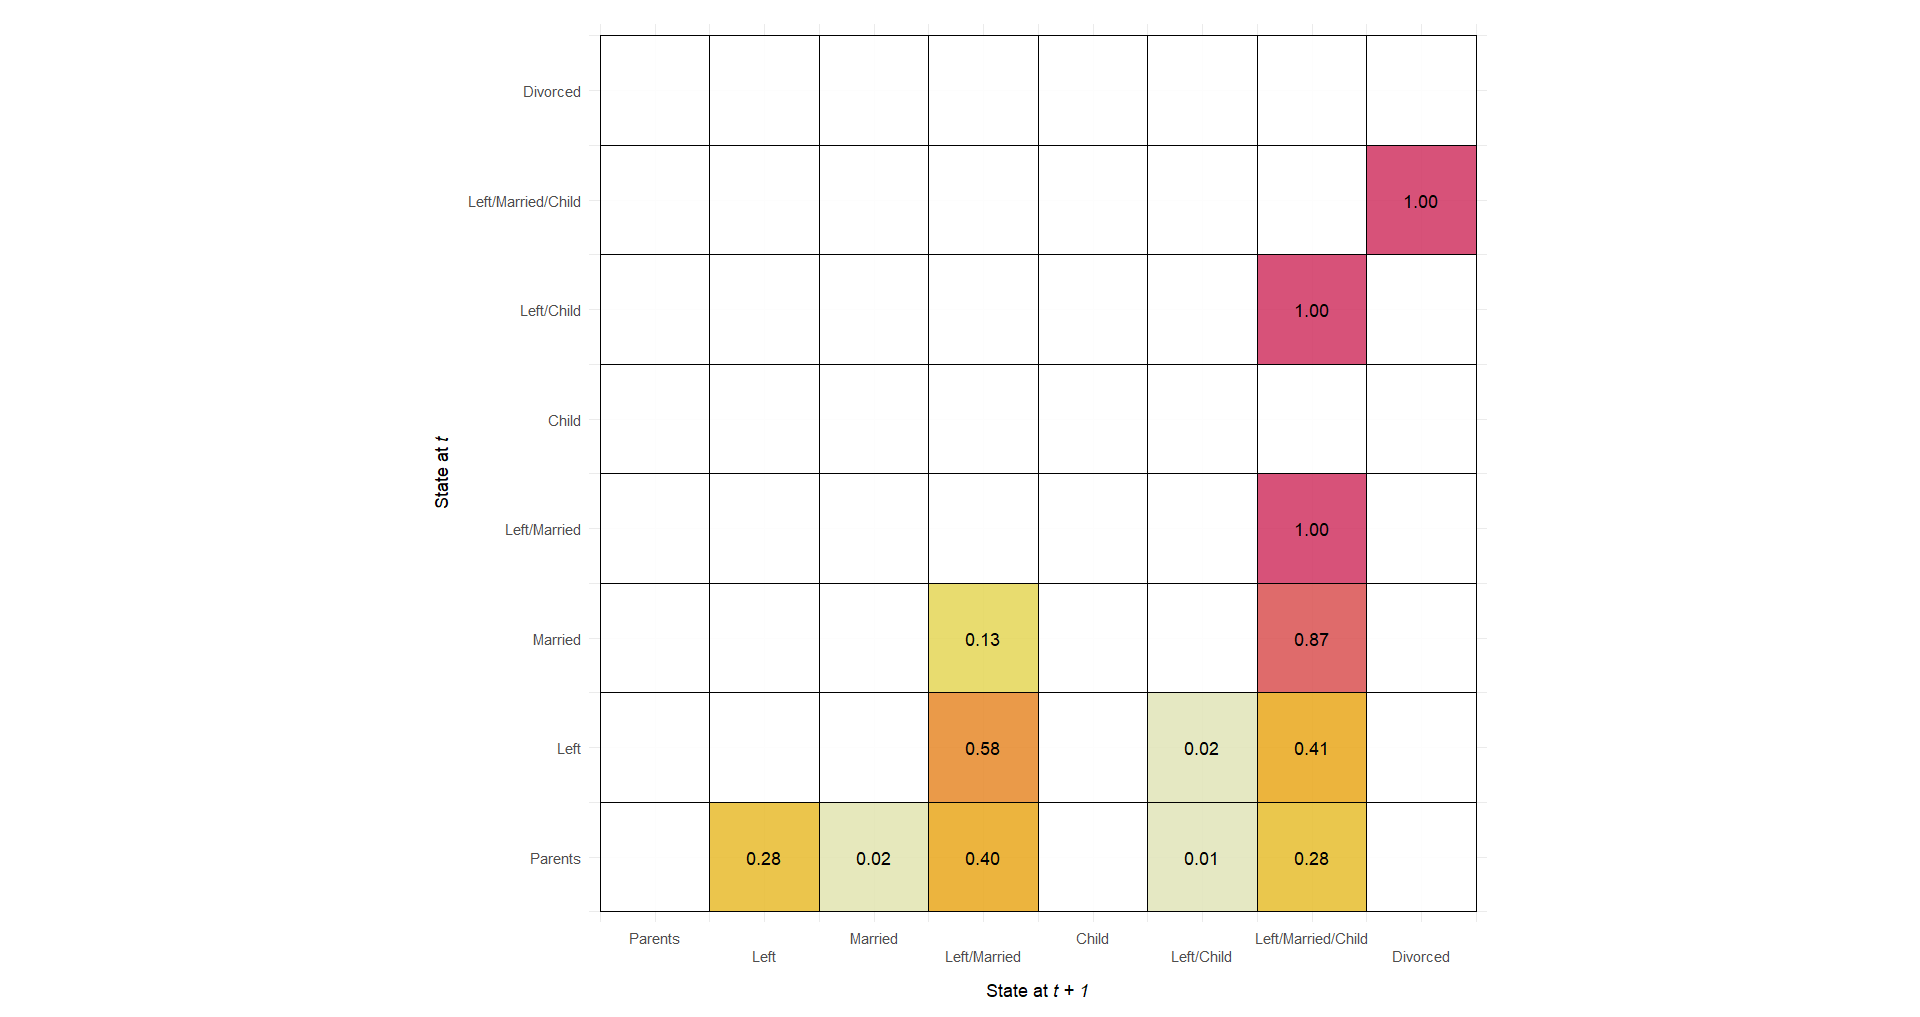 Divorced
Left/Married/Child
1.00
Left/Child
1.00
Child
State at t
Left/Married
1.00
Married
0.13
0.87
Left
0.58
0.02
0.41
Parents
0.28
0.02
0.40
0.01
0.28
Parents
Married
Child
Left/Married/Child
Left
Left/Married
Left/Child
Divorced
State at t + 1